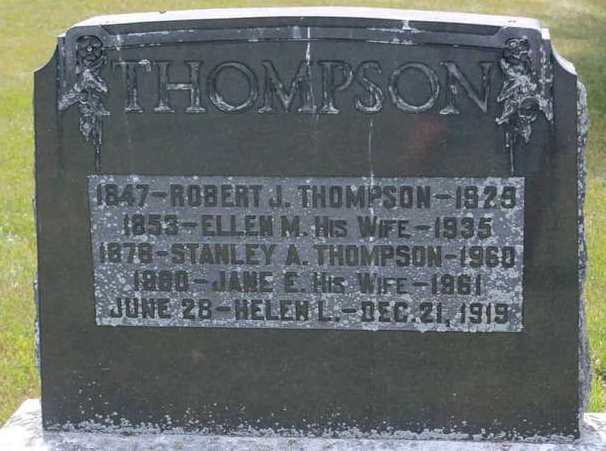 THOMPSON
1847-ROBERT J. THOMPSON-1929
1853-ELLEN M. HIS WIFE-1935
1878-STANLEY A. THOMPSON-1960
1880-JANE E. HIS WIFE-1961
JUNE 28-HELEN L.-DEC. 21, 1919